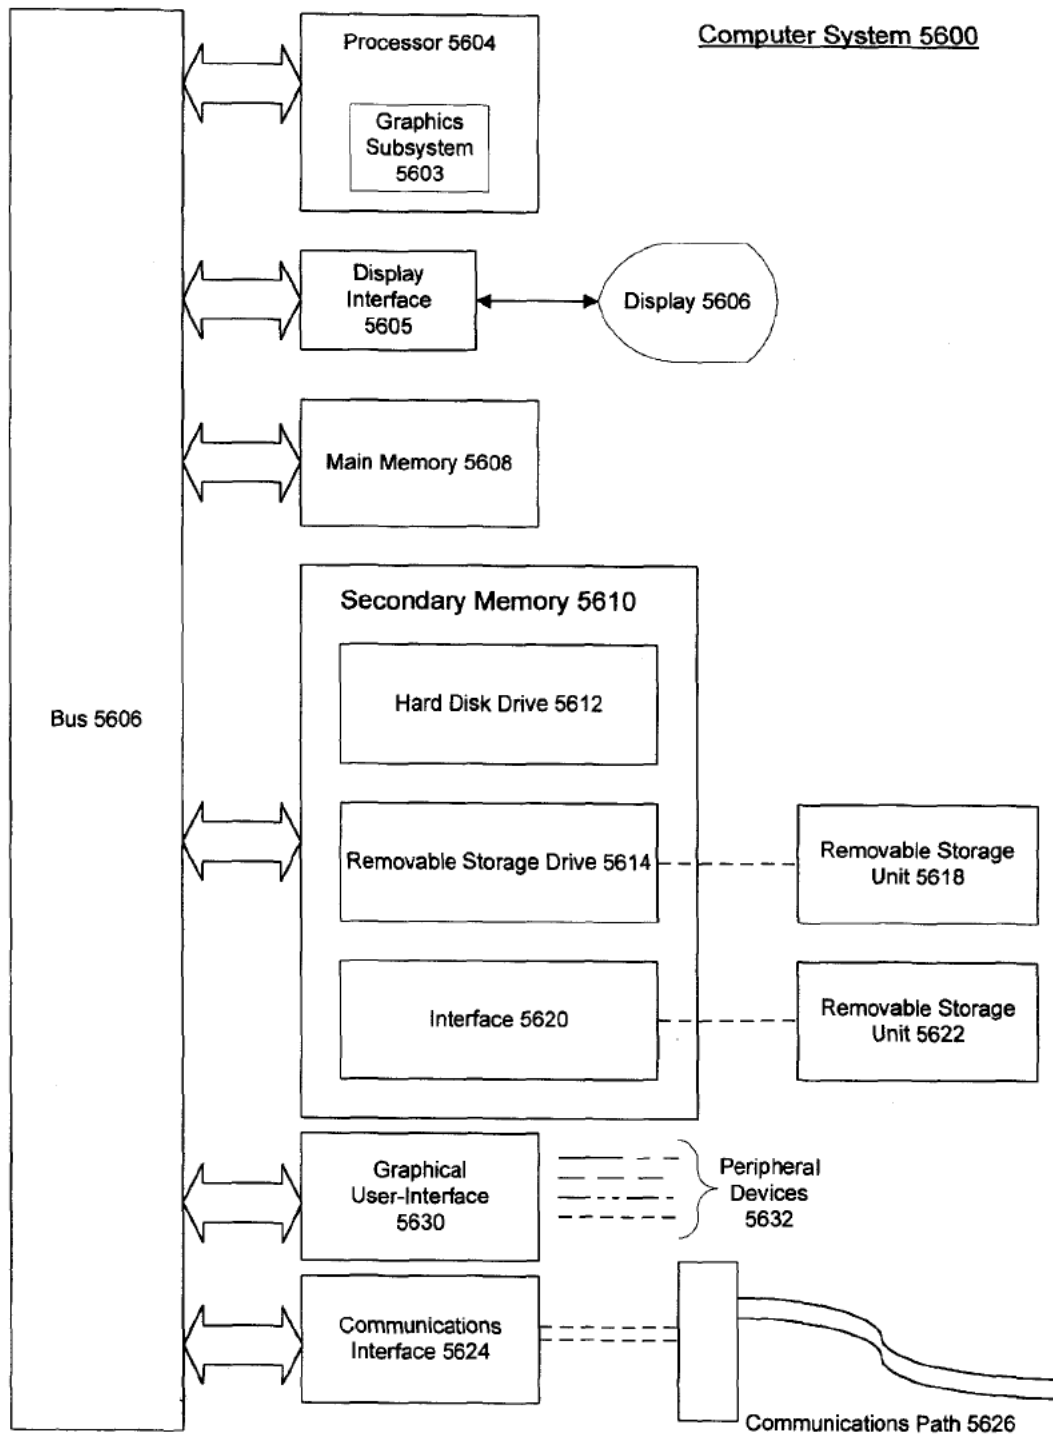 Computer System 5600
Processor 5604
Graphics
Subsystem
5603
Display
Interface
5605
Display 5606
Main Memory 5608
Secondary Memory 5610
Hard Disk Drive 5612
Bus 5606
Removable Storage Drive 5614
Removable Storage
Unit 5618
Interface 5620
Removable Storage
Unit 5622
Graphical
User-Interface
5630
Peripheral
Devices
5632
Communications
Interface 5624
Communications Path 5626